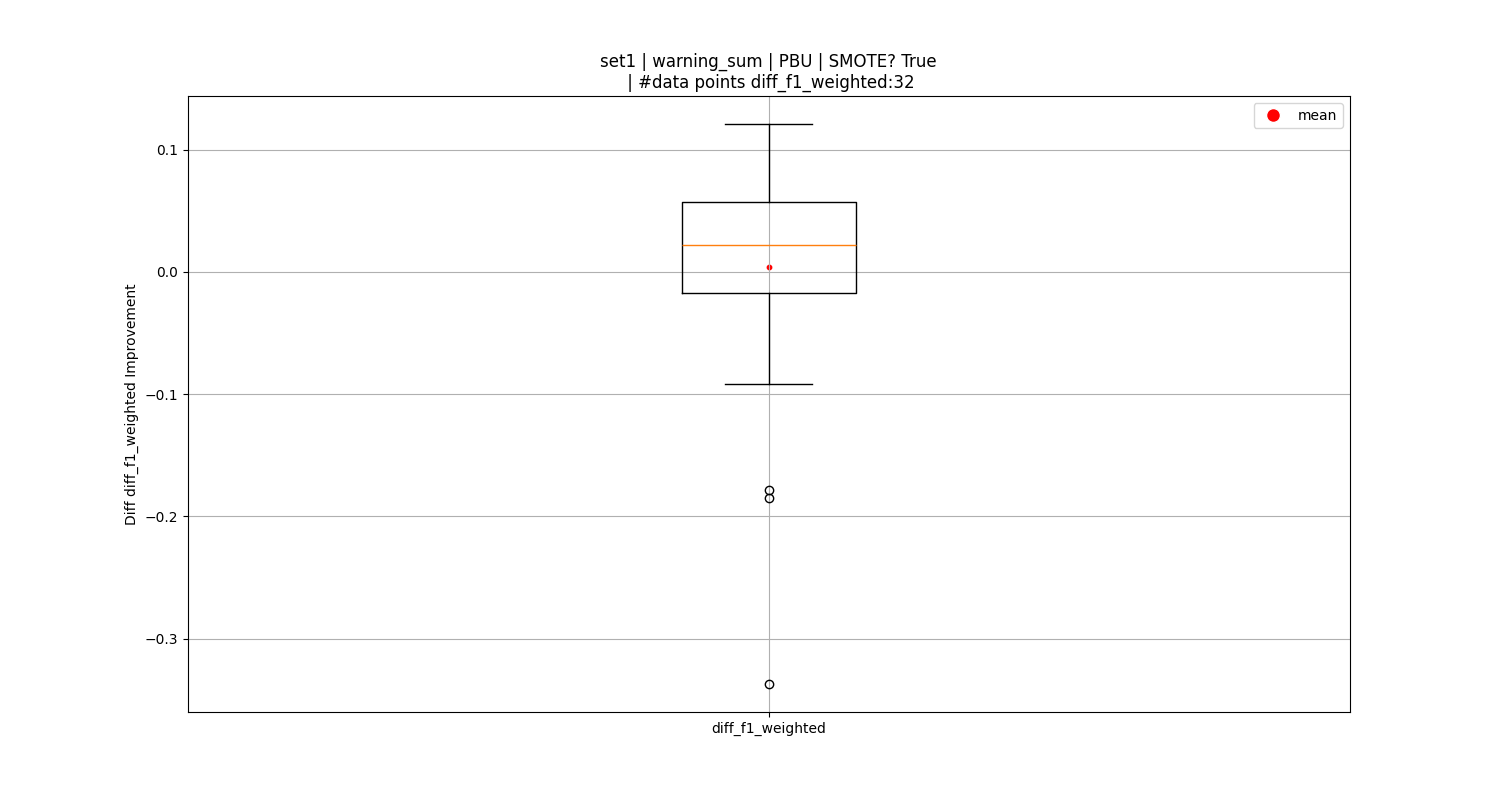 set1 | warning_sum | PBU | SMOTE? True
| #data points diff_f1_weighted:32
mean
0.1
0.0
−0.1
−0.2
−0.3
Diff diff_f1_weighted Improvement
diff_f1_weighted